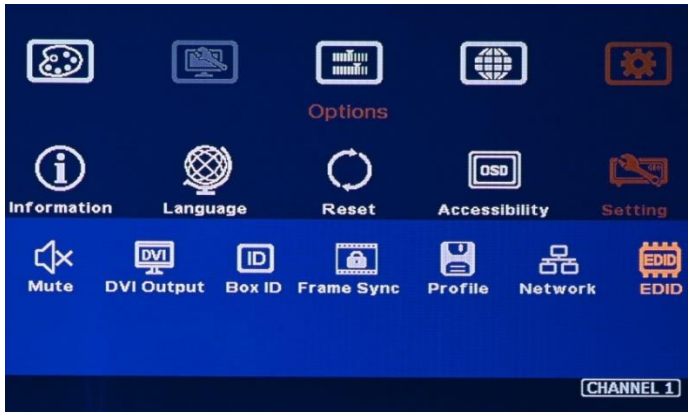 Options
OSD
Information Language Reset Accessibility Setting
DVI ID EDID
Mute DVI Output Box ID Frame Sync Profile Network EDID
CHANNEL 1